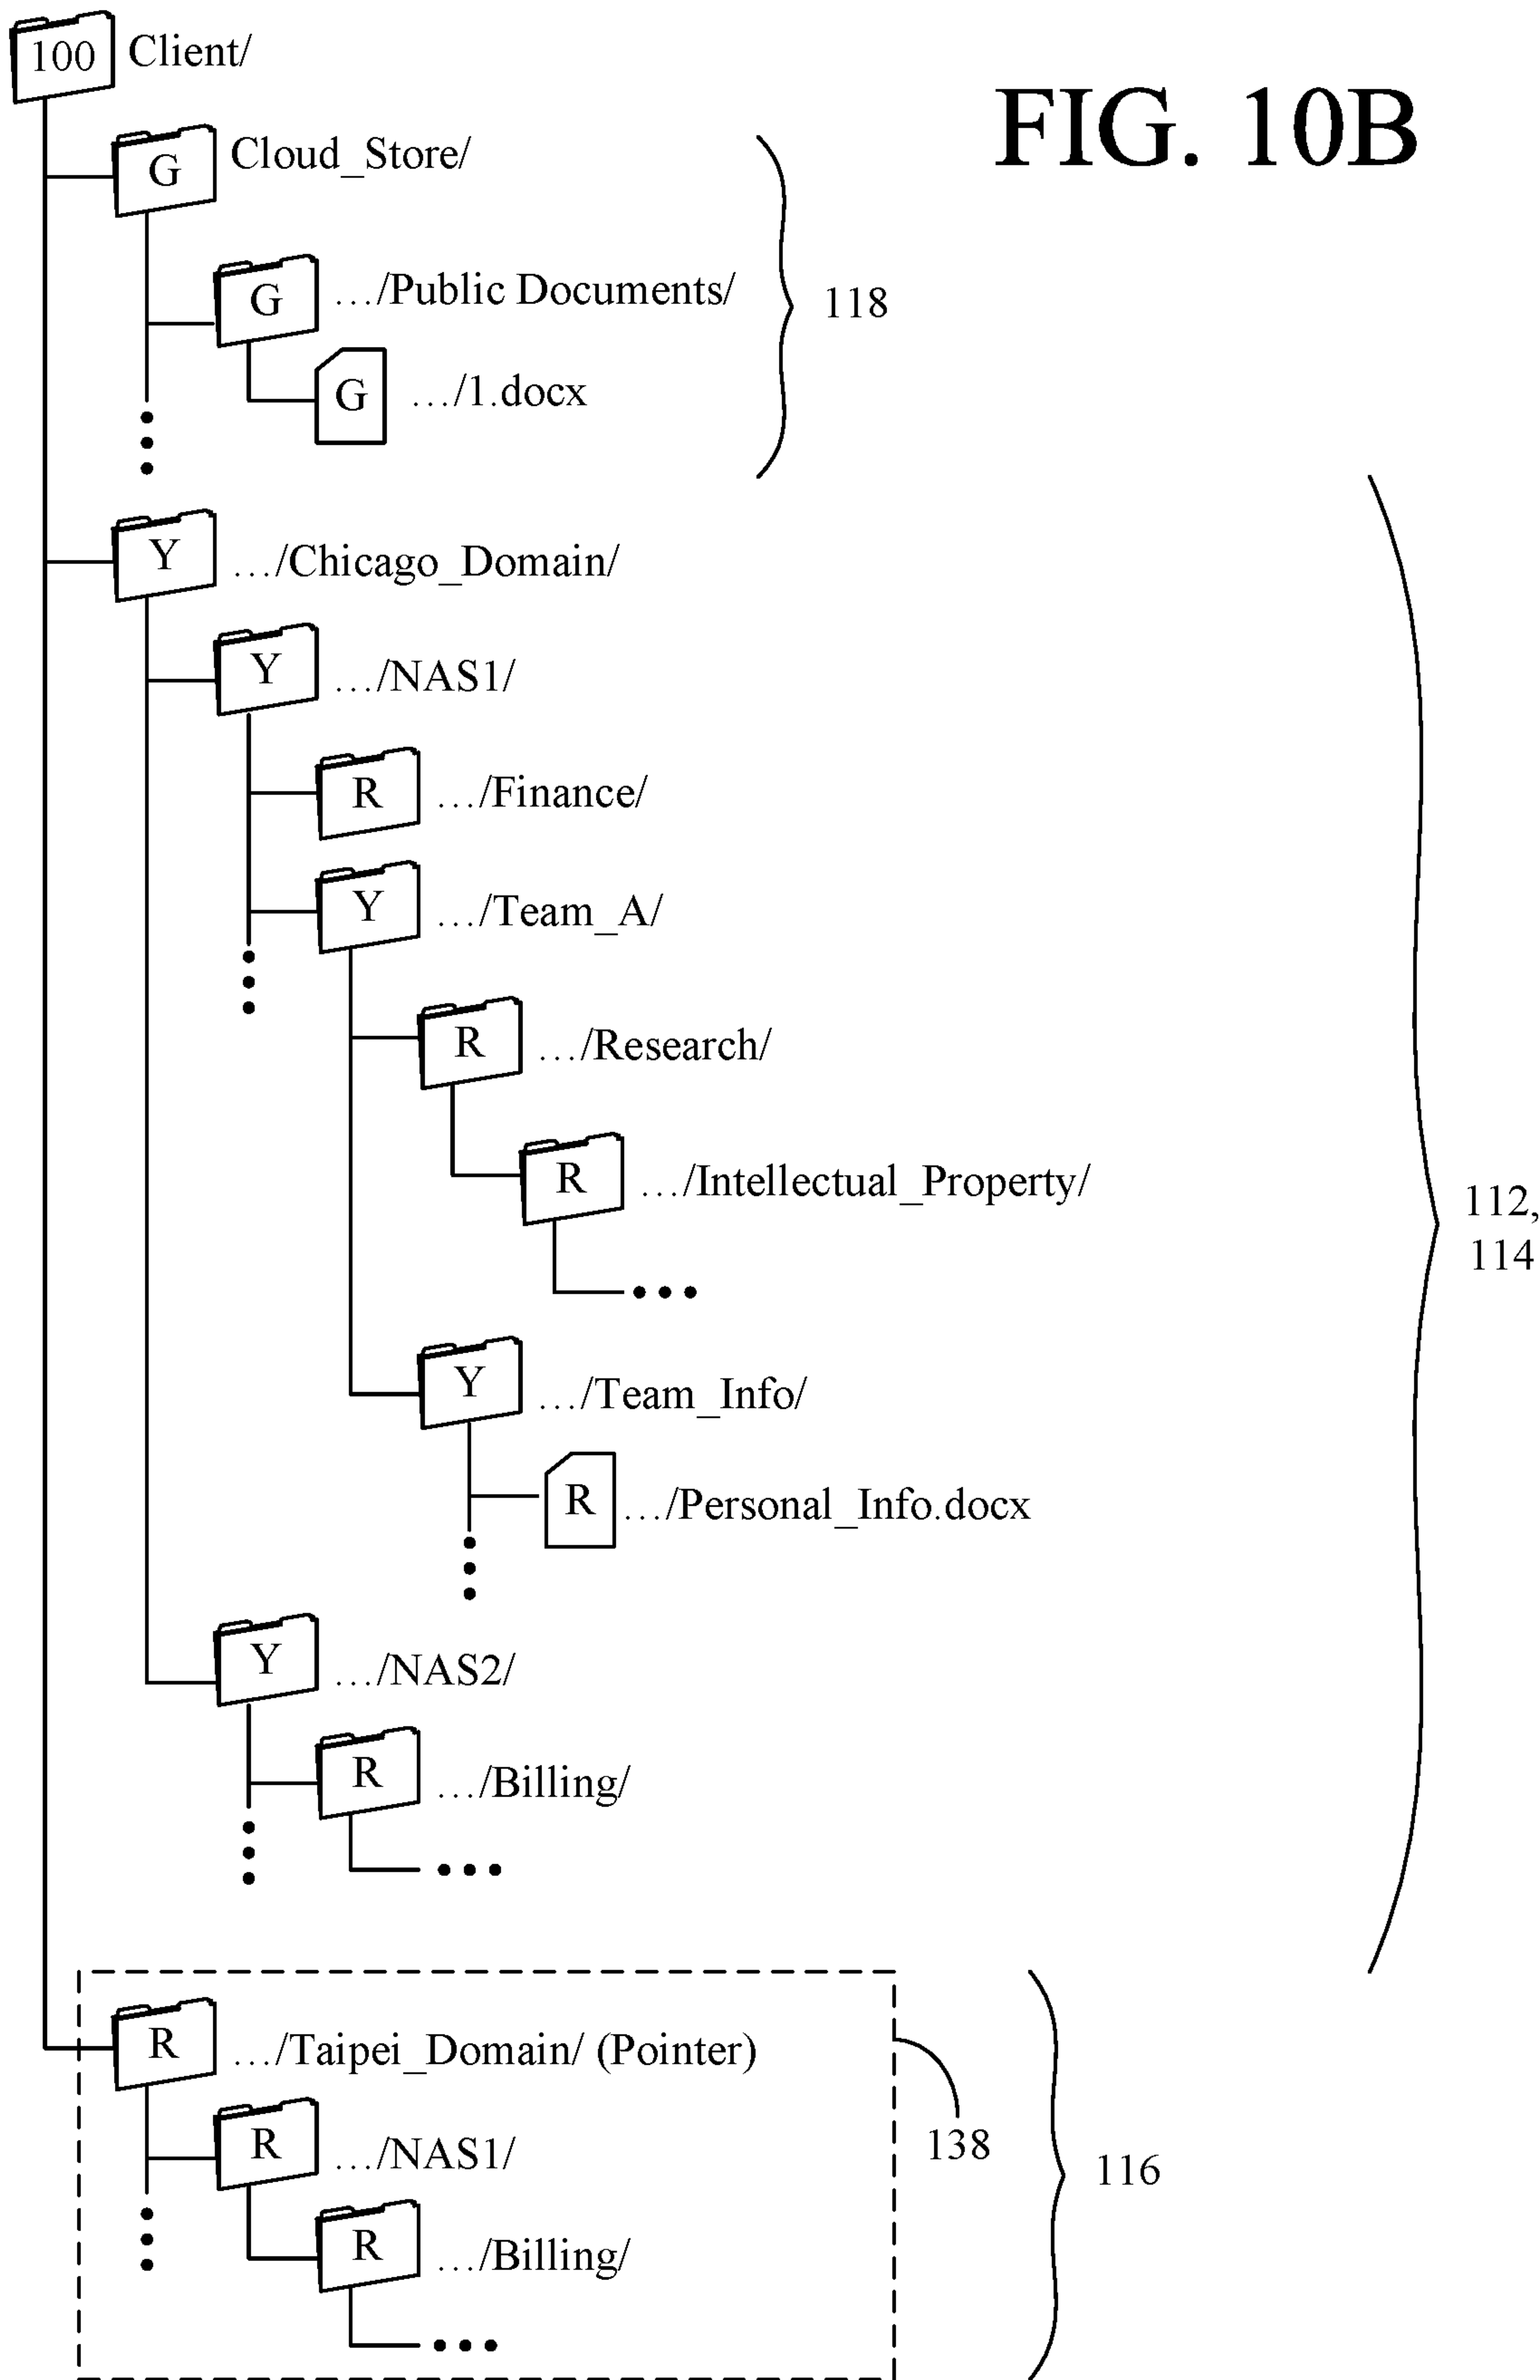 100 Client/
FIG. 10B
G Cloud_Store/
G .../Public Documents/
118
G .../1.docx
Y .../Chicago_Domain/
Y .../NAS1/
R .../Finance/
Y .../Team_A/
R .../Research/
R .../Intellectual_Property/
112,
114
Y .../Team_Info/
R .../Personal_Info.docx
Y .../NAS2/
R .../Billing/
R .../Taipei_Domain/ (Pointer)
138
R .../NAS1/
116
R .../Billing/